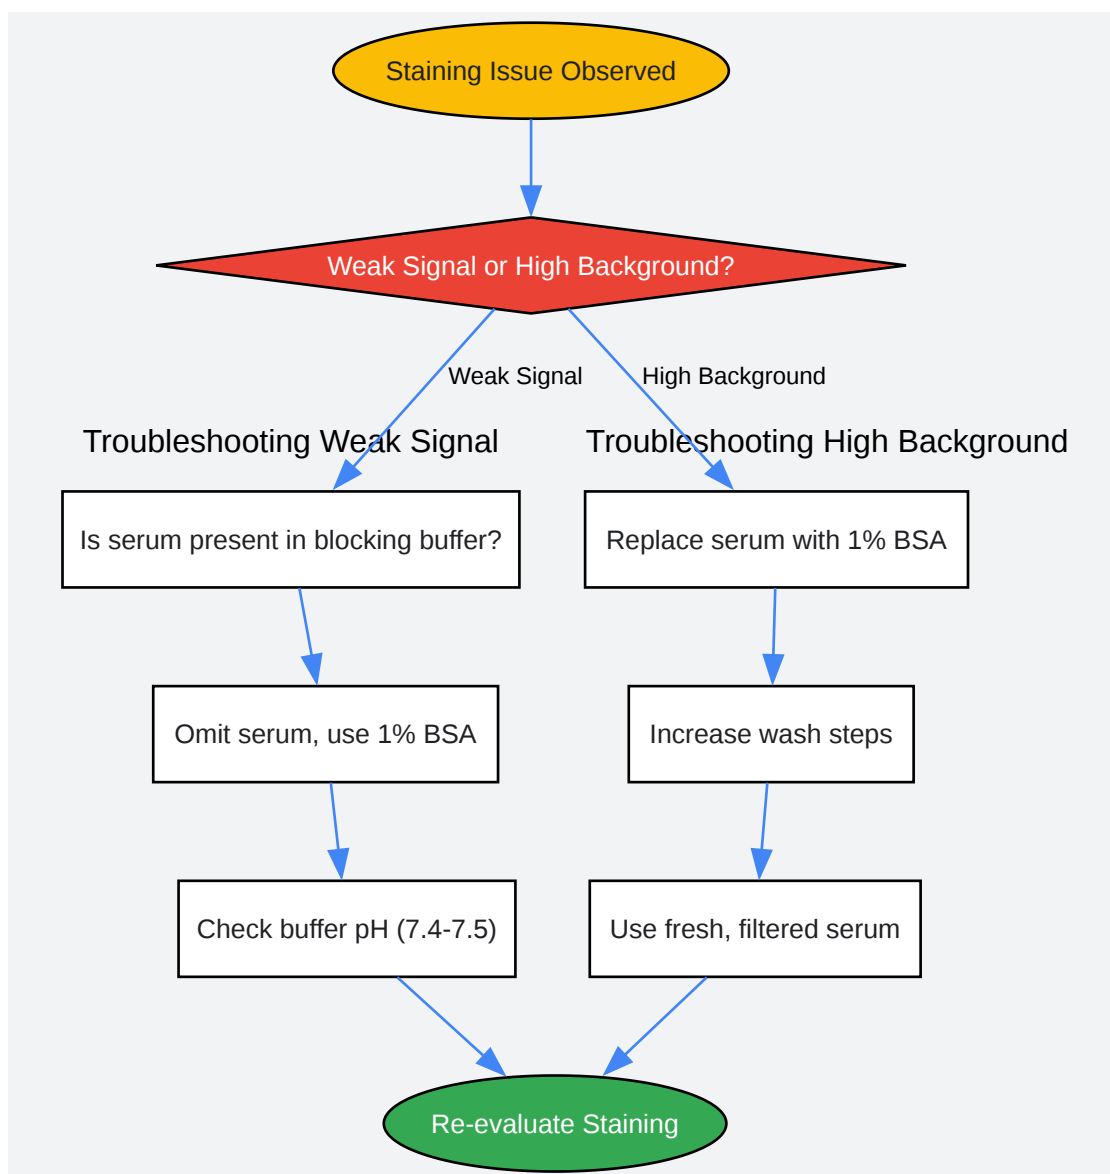 Staining Issue Observed
Weak Signal or High Background?
Weak Signal
High Background
Troubleshooting Weak Signal
Troubleshooting High Background
Is serum present in blocking buffer?
Replace serum with 1% BSA
Omit serum, use 1% BSA
Increase wash steps
Check buffer pH (7.4-7.5)
Use fresh, filtered serum
Re-evaluate Staining